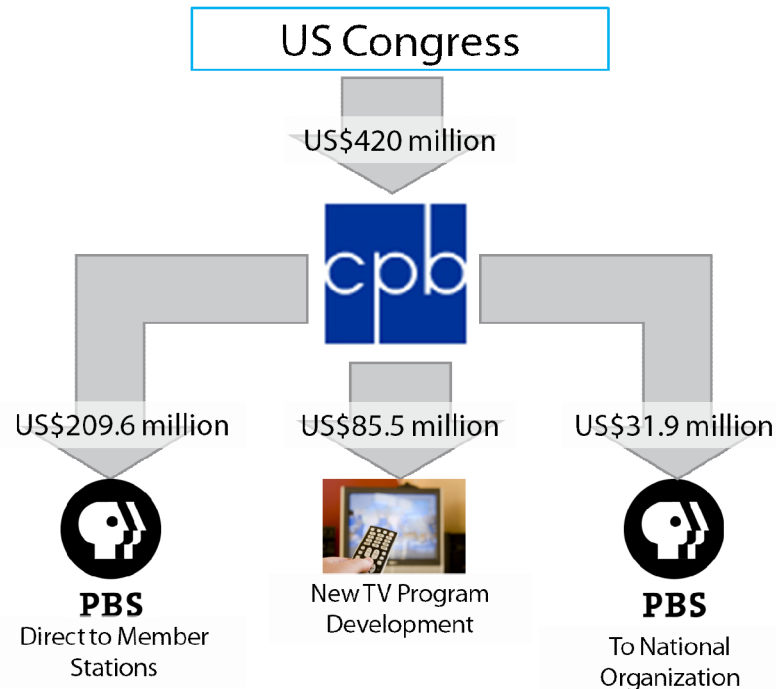 US Congress
US$420 million
cpb
US$209.6 million
US$85.5 million
US$31.9 million
PBS
Direct to Member
Stations
New TV Program
Development
PBS
To National
Organization